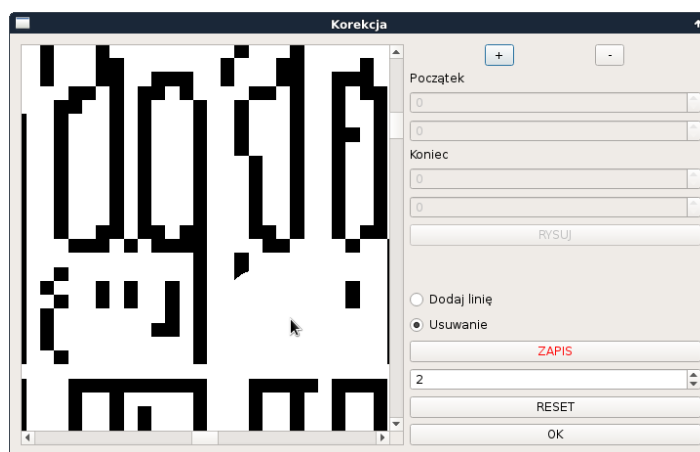 Korekcja
+ -
Początek
0
0
Koniec
0
0
RYSUJ
Dodaj linię
Usuwanie
ZAPIS
2
RESET
OK